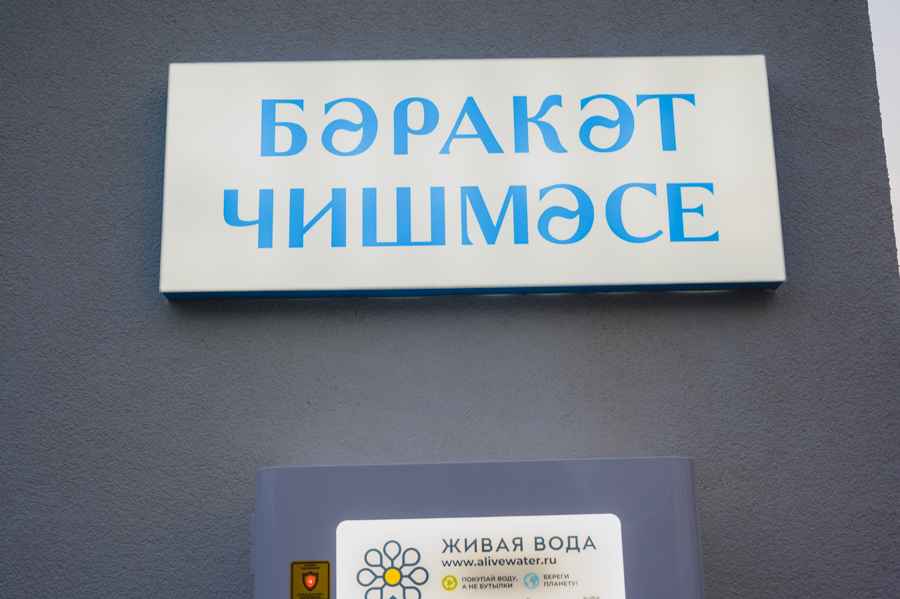 БӘРАКӘТ
ЧИШМӘСЕ
ЖИВАЯ ВОДА
www.alivewater.ru
ПОКУПАЙ ВОДУ,
А НЕ БУТЫЛКИ
БЕРЕГИ
ПЛАНЕТУ!